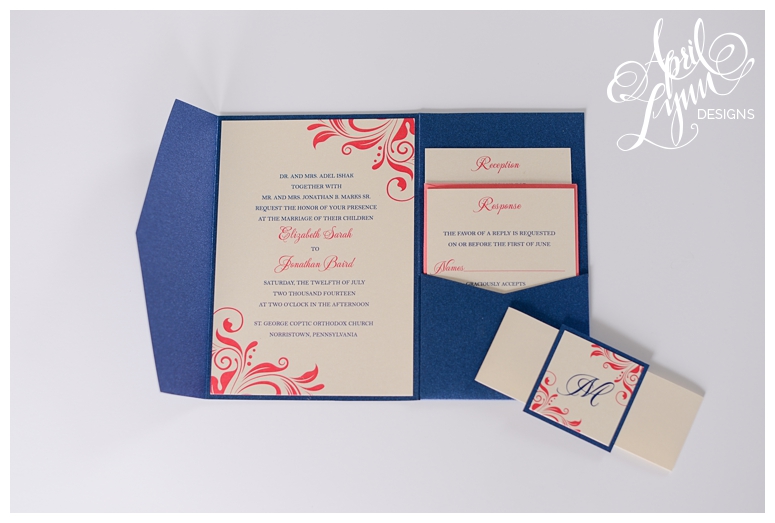 April
Lynn
DESIGNS
DR. AND MRS. ADEL ISHAK
TOGETHER WITH
MR. AND MRS. JONATHAN B. MARES SR.
REQUEST THE HONOR OF YOUR PRESENCE
AT THE MARRIAGE OF THEIR CHILDREN
Elizabeth Sarah
TO
Jonathan Baird
SATURDAY, THE TWELFTH OF JULY
TWO THOUSAND FOURTEEN
AT TWO O'CLOCK IN THE AFTERNOON
ST. GEORGE COPTIC ORTHODOX CHURCH
NORRISTOWN, PENNSYLVANIA
Reception
Response
THE FAVOR OF A REPLY IS REQUESTED
ON OR BEFORE THE FIRST OF JUNE
Names
GRACIOUSLY ACCEPTS
M